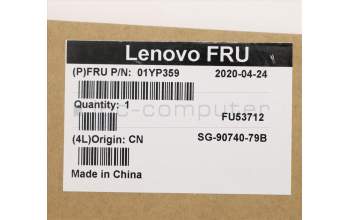 Lenovo FRU
(P)FRU P/N: 01YP359 2020-04-24
Quantity: 1
FU53712
(4L)Origin: CN SG-90740-79B
Made in China